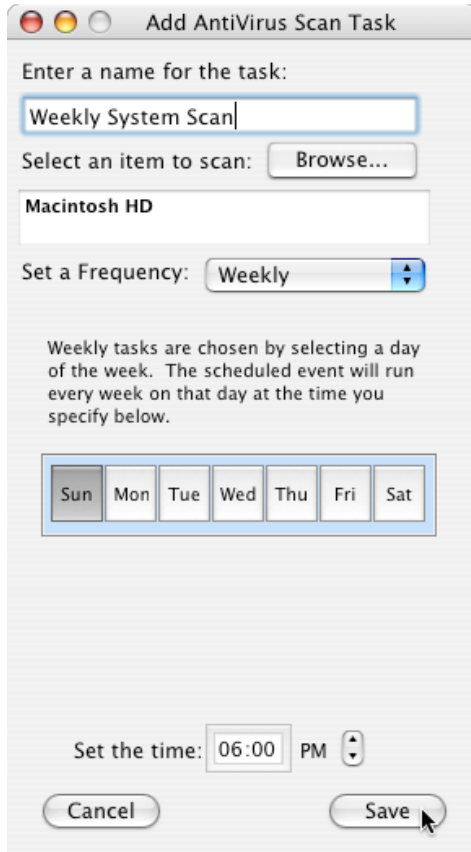 Add AntiVirus Scan Task
Enter a name for the task:
Weekly System Scan
Select an item to scan: Browse...
Macintosh HD
Set a Frequency: Weekly
Weekly tasks are chosen by selecting a day
of the week.  The scheduled event will run
every week on that day at the time you
specify below.
Sun Mon Tue Wed Thu Fri Sat
Set the time: 06:00 PM
Cancel Save